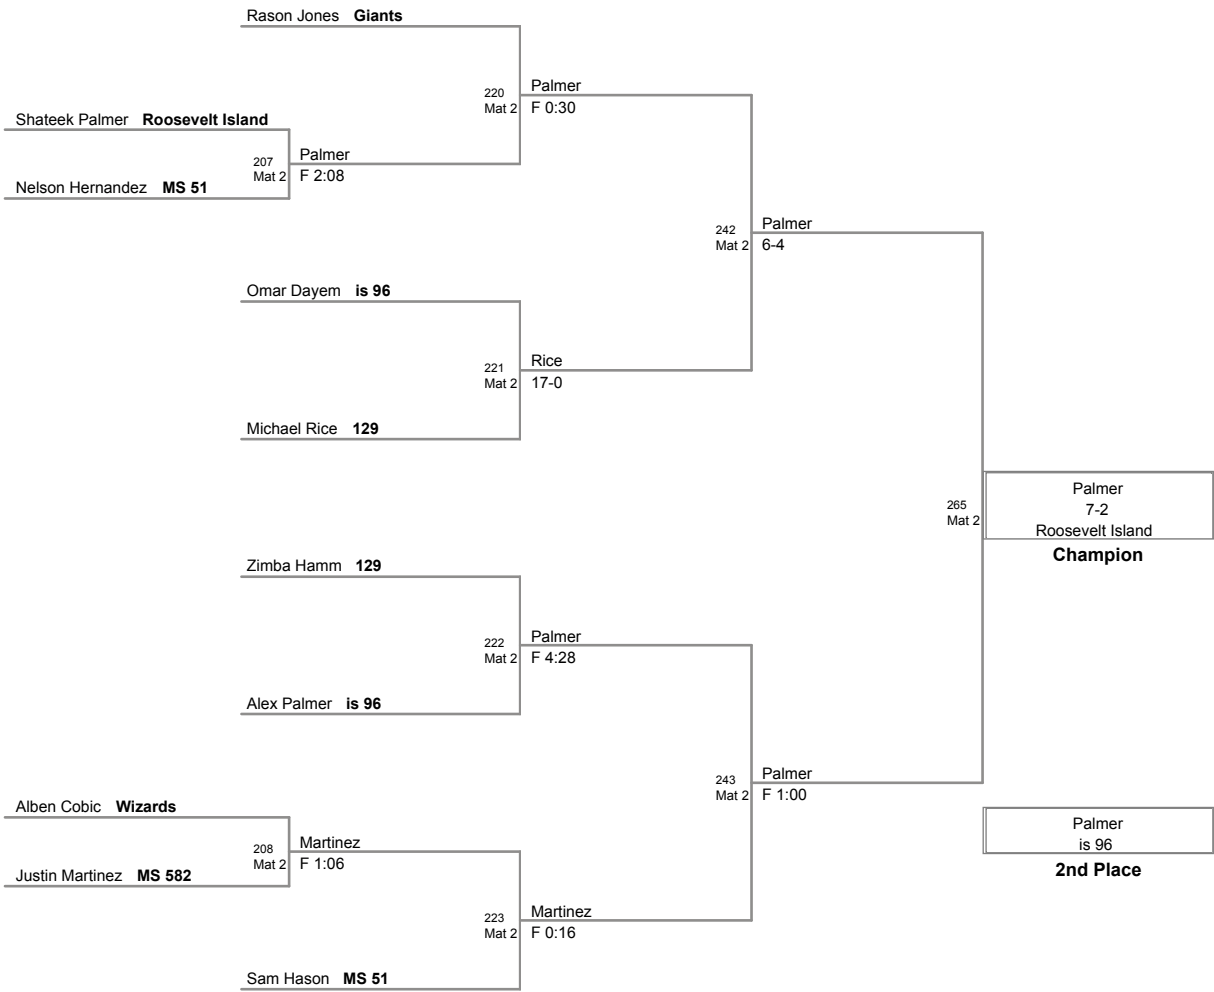 Rason Jones Giants
220
Mat 2
Palmer
F 0:30
Shateek Palmer Roosevelt Island
207
Mat 2
Palmer
F 2:08
Nelson Hernandez MS 51
242
Mat 2
Palmer
6-4
Omar Dayem is 96
221
Mat 2
Rice
17-0
Michael Rice 129
265
Mat 2
Palmer
7-2
Roosevelt Island
Champion
Zimba Hamm 129
222
Mat 2
Palmer
F 4:28
Alex Palmer is 96
243
Mat 2
Palmer
F 1:00
Alben Cobic Wizards
208
Mat 2
Martinez
F 1:06
Justin Martinez MS 582
Palmer
is 96
2nd Place
223
Mat 2
Martinez
F 0:16
Sam Hason MS 51